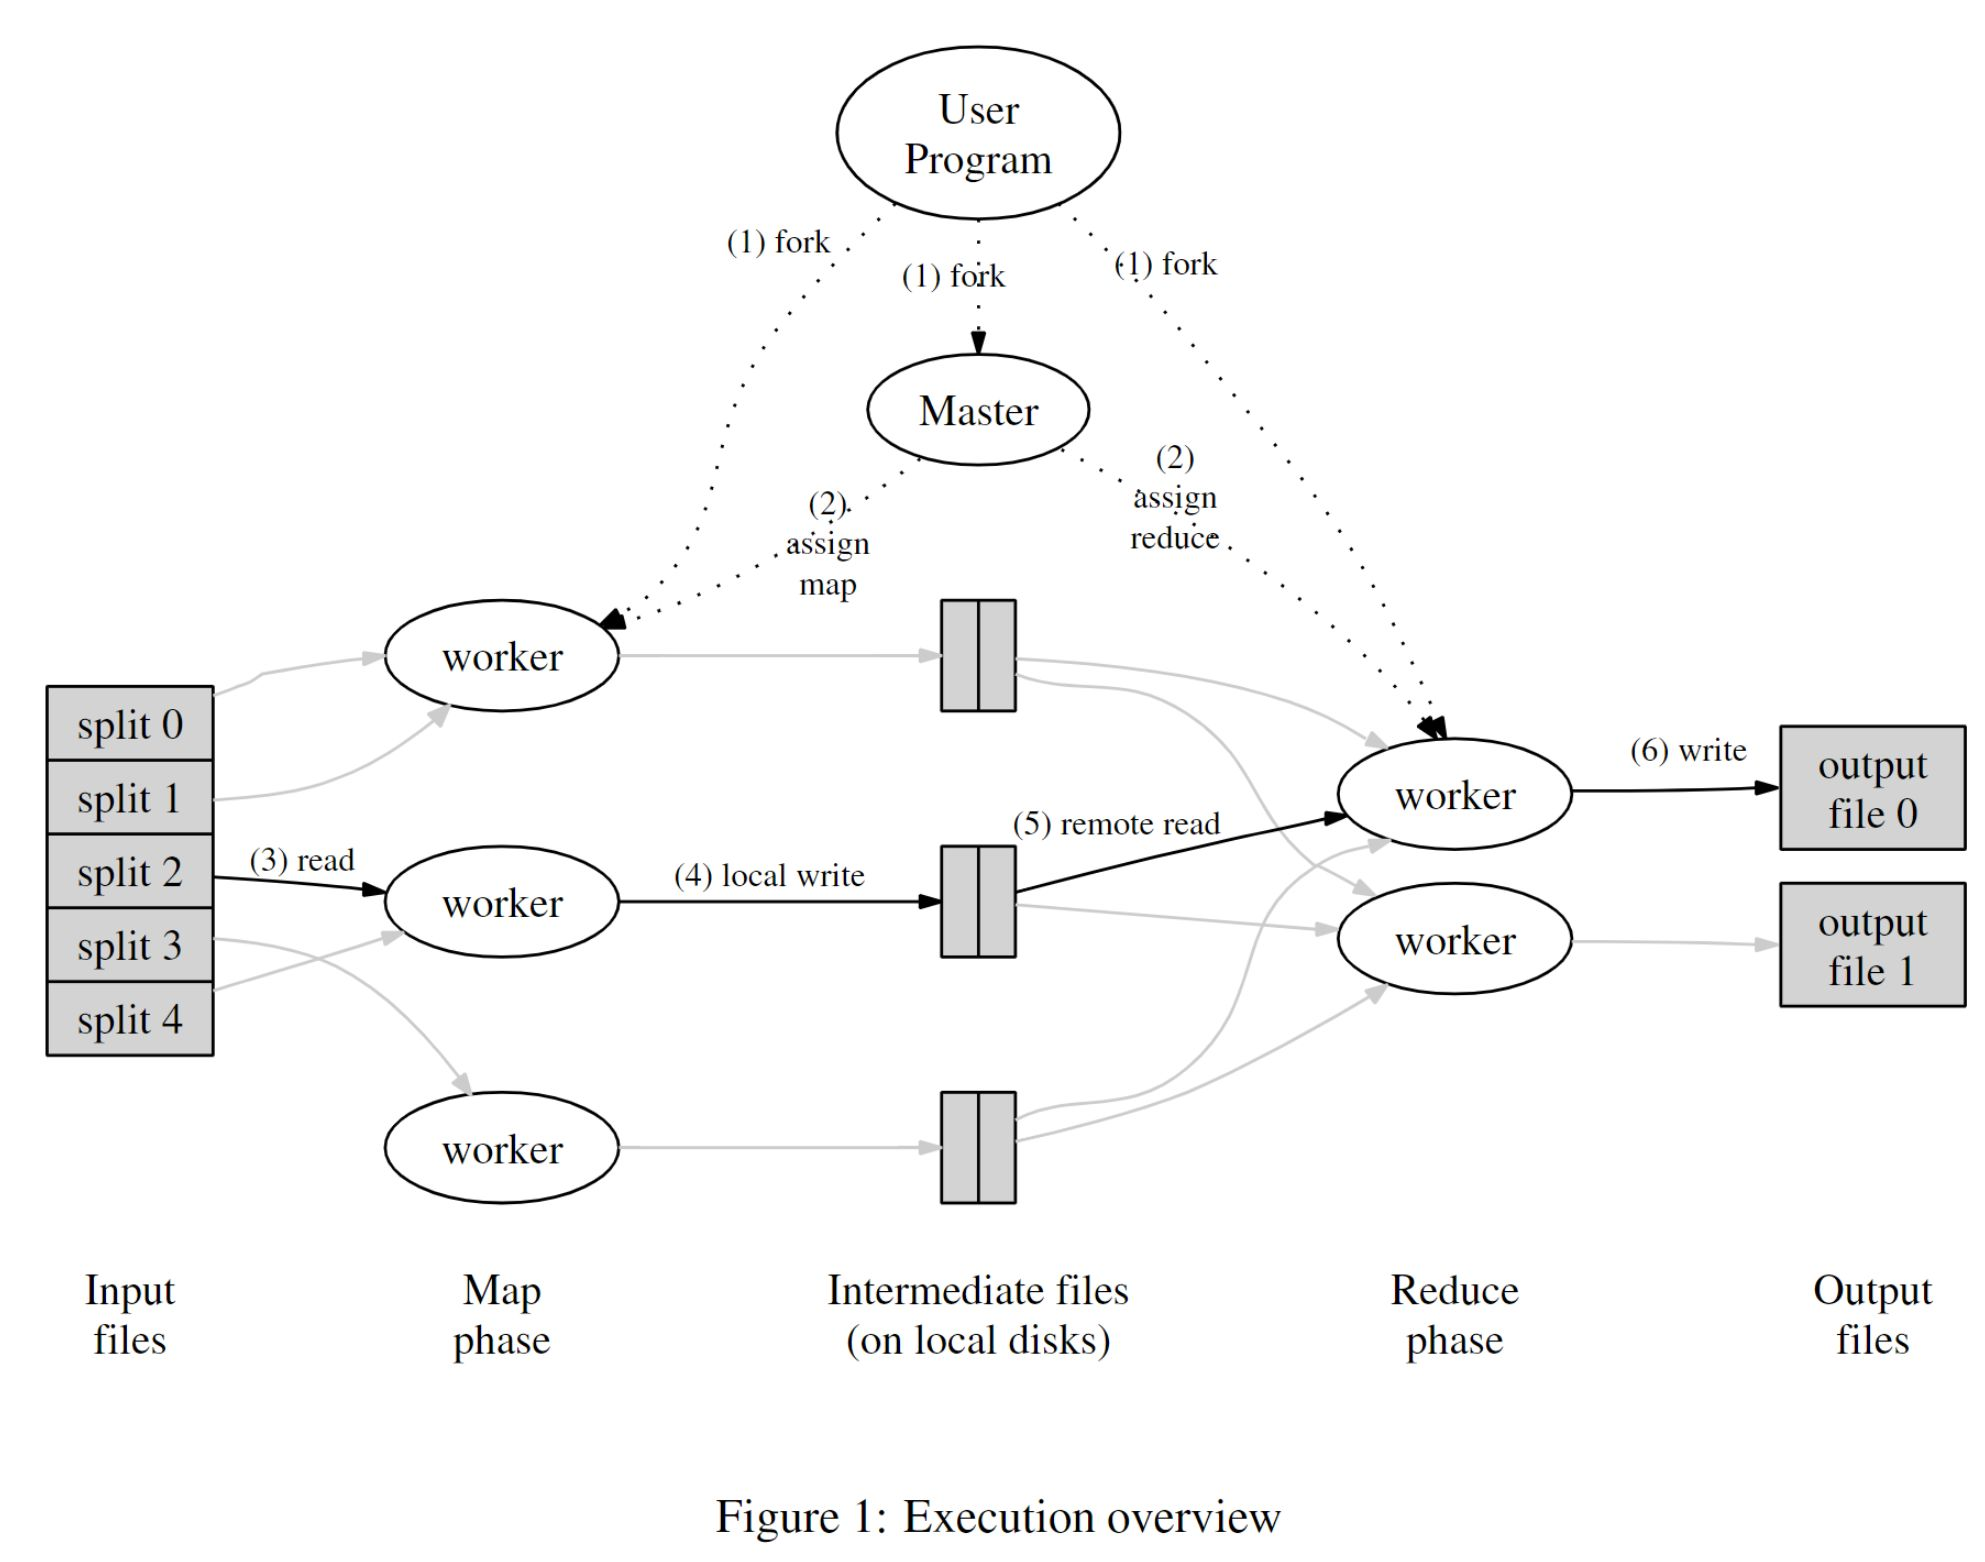 User
Program
(1) fork
(1) fork
(1) fork
Master
(2)
assign
map
(2)
assign
reduce
split 0
split 1
split 2
split 3
split 4
(3) read
worker
worker
worker
(4) local write
(5) remote read
worker
worker
(6) write
output
file 0
output
file 1
Input
files
Map
phase
Intermediate files
(on local disks)
Reduce
phase
Output
files
Figure 1: Execution overview